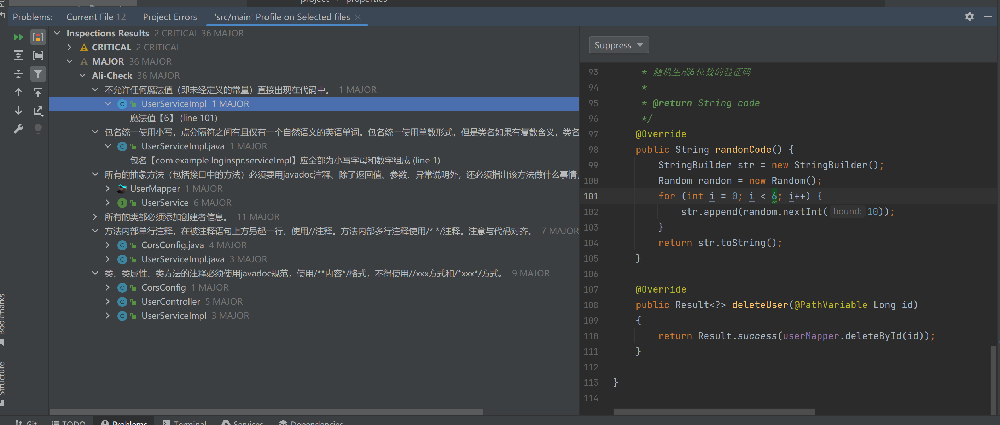 project > properties
Problems: Current File 12 Project Errors 'src/main' Profile on Selected files
Inspections Results 2 CRITICAL 36 MAJOR
CRITICAL 2 CRITICAL
MAJOR 36 MAJOR
Ali-Check 36 MAJOR
不允许任何魔法值（即未经定义的常量）直接出现在代码中。 1 MAJOR
UserServiceImpl 1 MAJOR
魔法值【6】 (line 101)
包名统一使用小写，点分隔符之间有且仅有一个自然语义的英语单词。包名统一使用单数形式，但是类名如果有复数含义，类名
UserServiceImpl.java 1 MAJOR
包名【com.example.loginspr.serviceImpl】应全部为小写字母和数字组成 (line 1)
所有的抽象方法（包括接口中的方法）必须要用javadoc注释、除了返回值、参数、异常说明外，还必须指出该方法做什么事情，
UserMapper 1 MAJOR
UserService 6 MAJOR
所有的类都必须添加创建者信息。 11 MAJOR
方法内部单行注释，在被注释语句上方另起一行，使用//注释。方法内部多行注释使用/* */注释。注意与代码对齐。 7 MAJOR
CorsConfig.java 4 MAJOR
UserServiceImpl.java 3 MAJOR
类、类属性、类方法的注释必须使用javadoc规范，使用/**内容*/格式，不得使用//xxx方式和/*xxx*/方式。 9 MAJOR
CorsConfig 1 MAJOR
UserController 5 MAJOR
UserServiceImpl 3 MAJOR
Suppress
93 * 随机生成6位数的验证码
94 *
95 * @return String code
96 */
97 @Override
98 public String randomCode() {
99 StringBuilder str = new StringBuilder();
100 Random random = new Random();
101 for (int i = 0; i < 6; i++) {
102 str.append(random.nextInt( bound: 10));
103 }
104 return str.toString();
105 }
106
107 @Override
108 public Result<?> deleteUser(@PathVariable Long id)
109 {
110 return Result.success(userMapper.deleteById(id));
111 }
112
113 }
114
Bookmarks
Structure
Git TODO Problems Terminal Services Dependencies